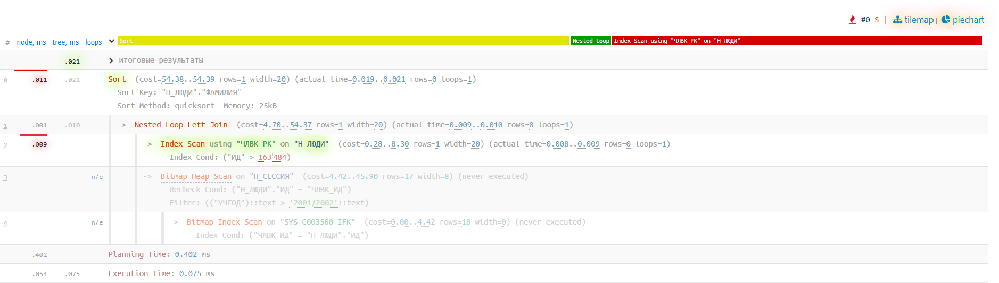 #0 S | tilemap | piechart
# node, ms tree, ms loops Sort Nested Loop Index Scan using "ЧЛВК_PK" on "Н_ЛЮДИ"
.021 итоговые результаты
0 .011 .021 Sort (cost=54.38..54.39 rows=1 width=20) (actual time=0.019..0.021 rows=0 loops=1)
Sort Key: "Н_ЛЮДИ"."ФАМИЛИЯ"
Sort Method: quicksort Memory: 25kB
1 .001 .010 -> Nested Loop Left Join (cost=4.70..54.37 rows=1 width=20) (actual time=0.009..0.010 rows=0 loops=1)
2 .009 -> Index Scan using "ЧЛВК_PK" on "Н_ЛЮДИ" (cost=0.28..8.30 rows=1 width=20) (actual time=0.008..0.009 rows=0 loops=1)
Index Cond: ("ИД" > 163'484)
3 n/e -> Bitmap Heap Scan on "Н_СЕССИЯ" (cost=4.42..45.90 rows=17 width=8) (never executed)
Recheck Cond: ("Н_ЛЮДИ"."ИД" = "ЧЛВК_ИД")
Filter: (("УЧГОД")::text > '2001/2002'::text)
4 n/e -> Bitmap Index Scan on "SYS_C003500_IFK" (cost=0.00..4.42 rows=18 width=0) (never executed)
Index Cond: ("ЧЛВК_ИД" = "Н_ЛЮДИ"."ИД")
.402 Planning Time: 0.402 ms
.054 .075 Execution Time: 0.075 ms